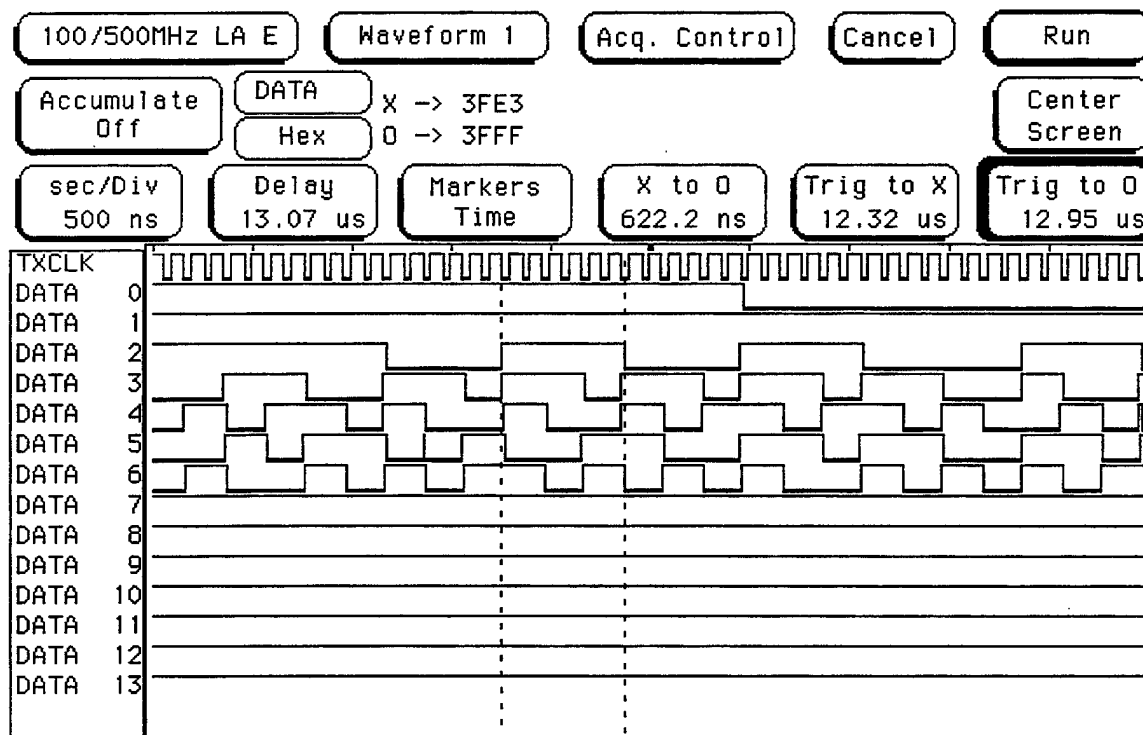 100/500MHz LA E Waveform 1 Acq. Control Cancel Run
Accumulate Off DATA X -> 3FE3 Center Screen
Hex O -> 3FFF
sec/Div Delay Markers X to O Trig to X Trig to O
500 ns 13.07 us Time 622.2 ns 12.32 us 12.95 us
TXCLK
DATA 0
DATA 1
DATA 2
DATA 3
DATA 4
DATA 5
DATA 6
DATA 7
DATA 8
DATA 9
DATA 10
DATA 11
DATA 12
DATA 13